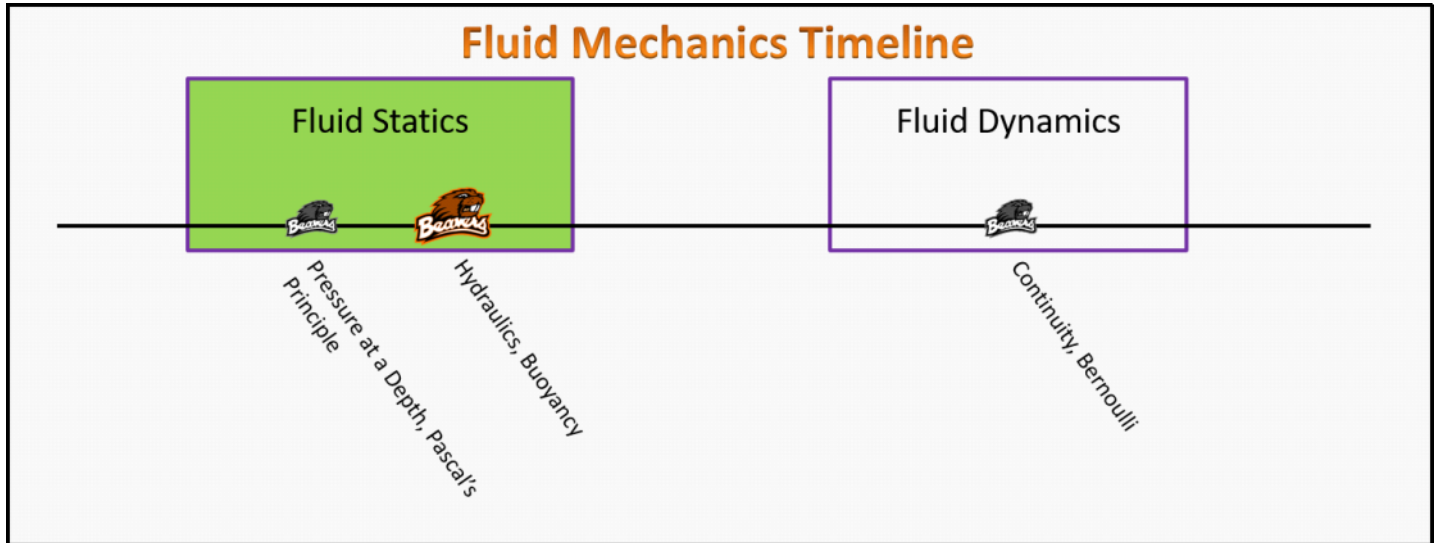 Fluid Mechanics Timeline
Fluid Statics
Fluid Dynamics
Beavers
Beavers
Beavers
Pressure at a Depth, Pascal's
Principle
Hydraulics, Buoyancy
Continuity, Bernoulli